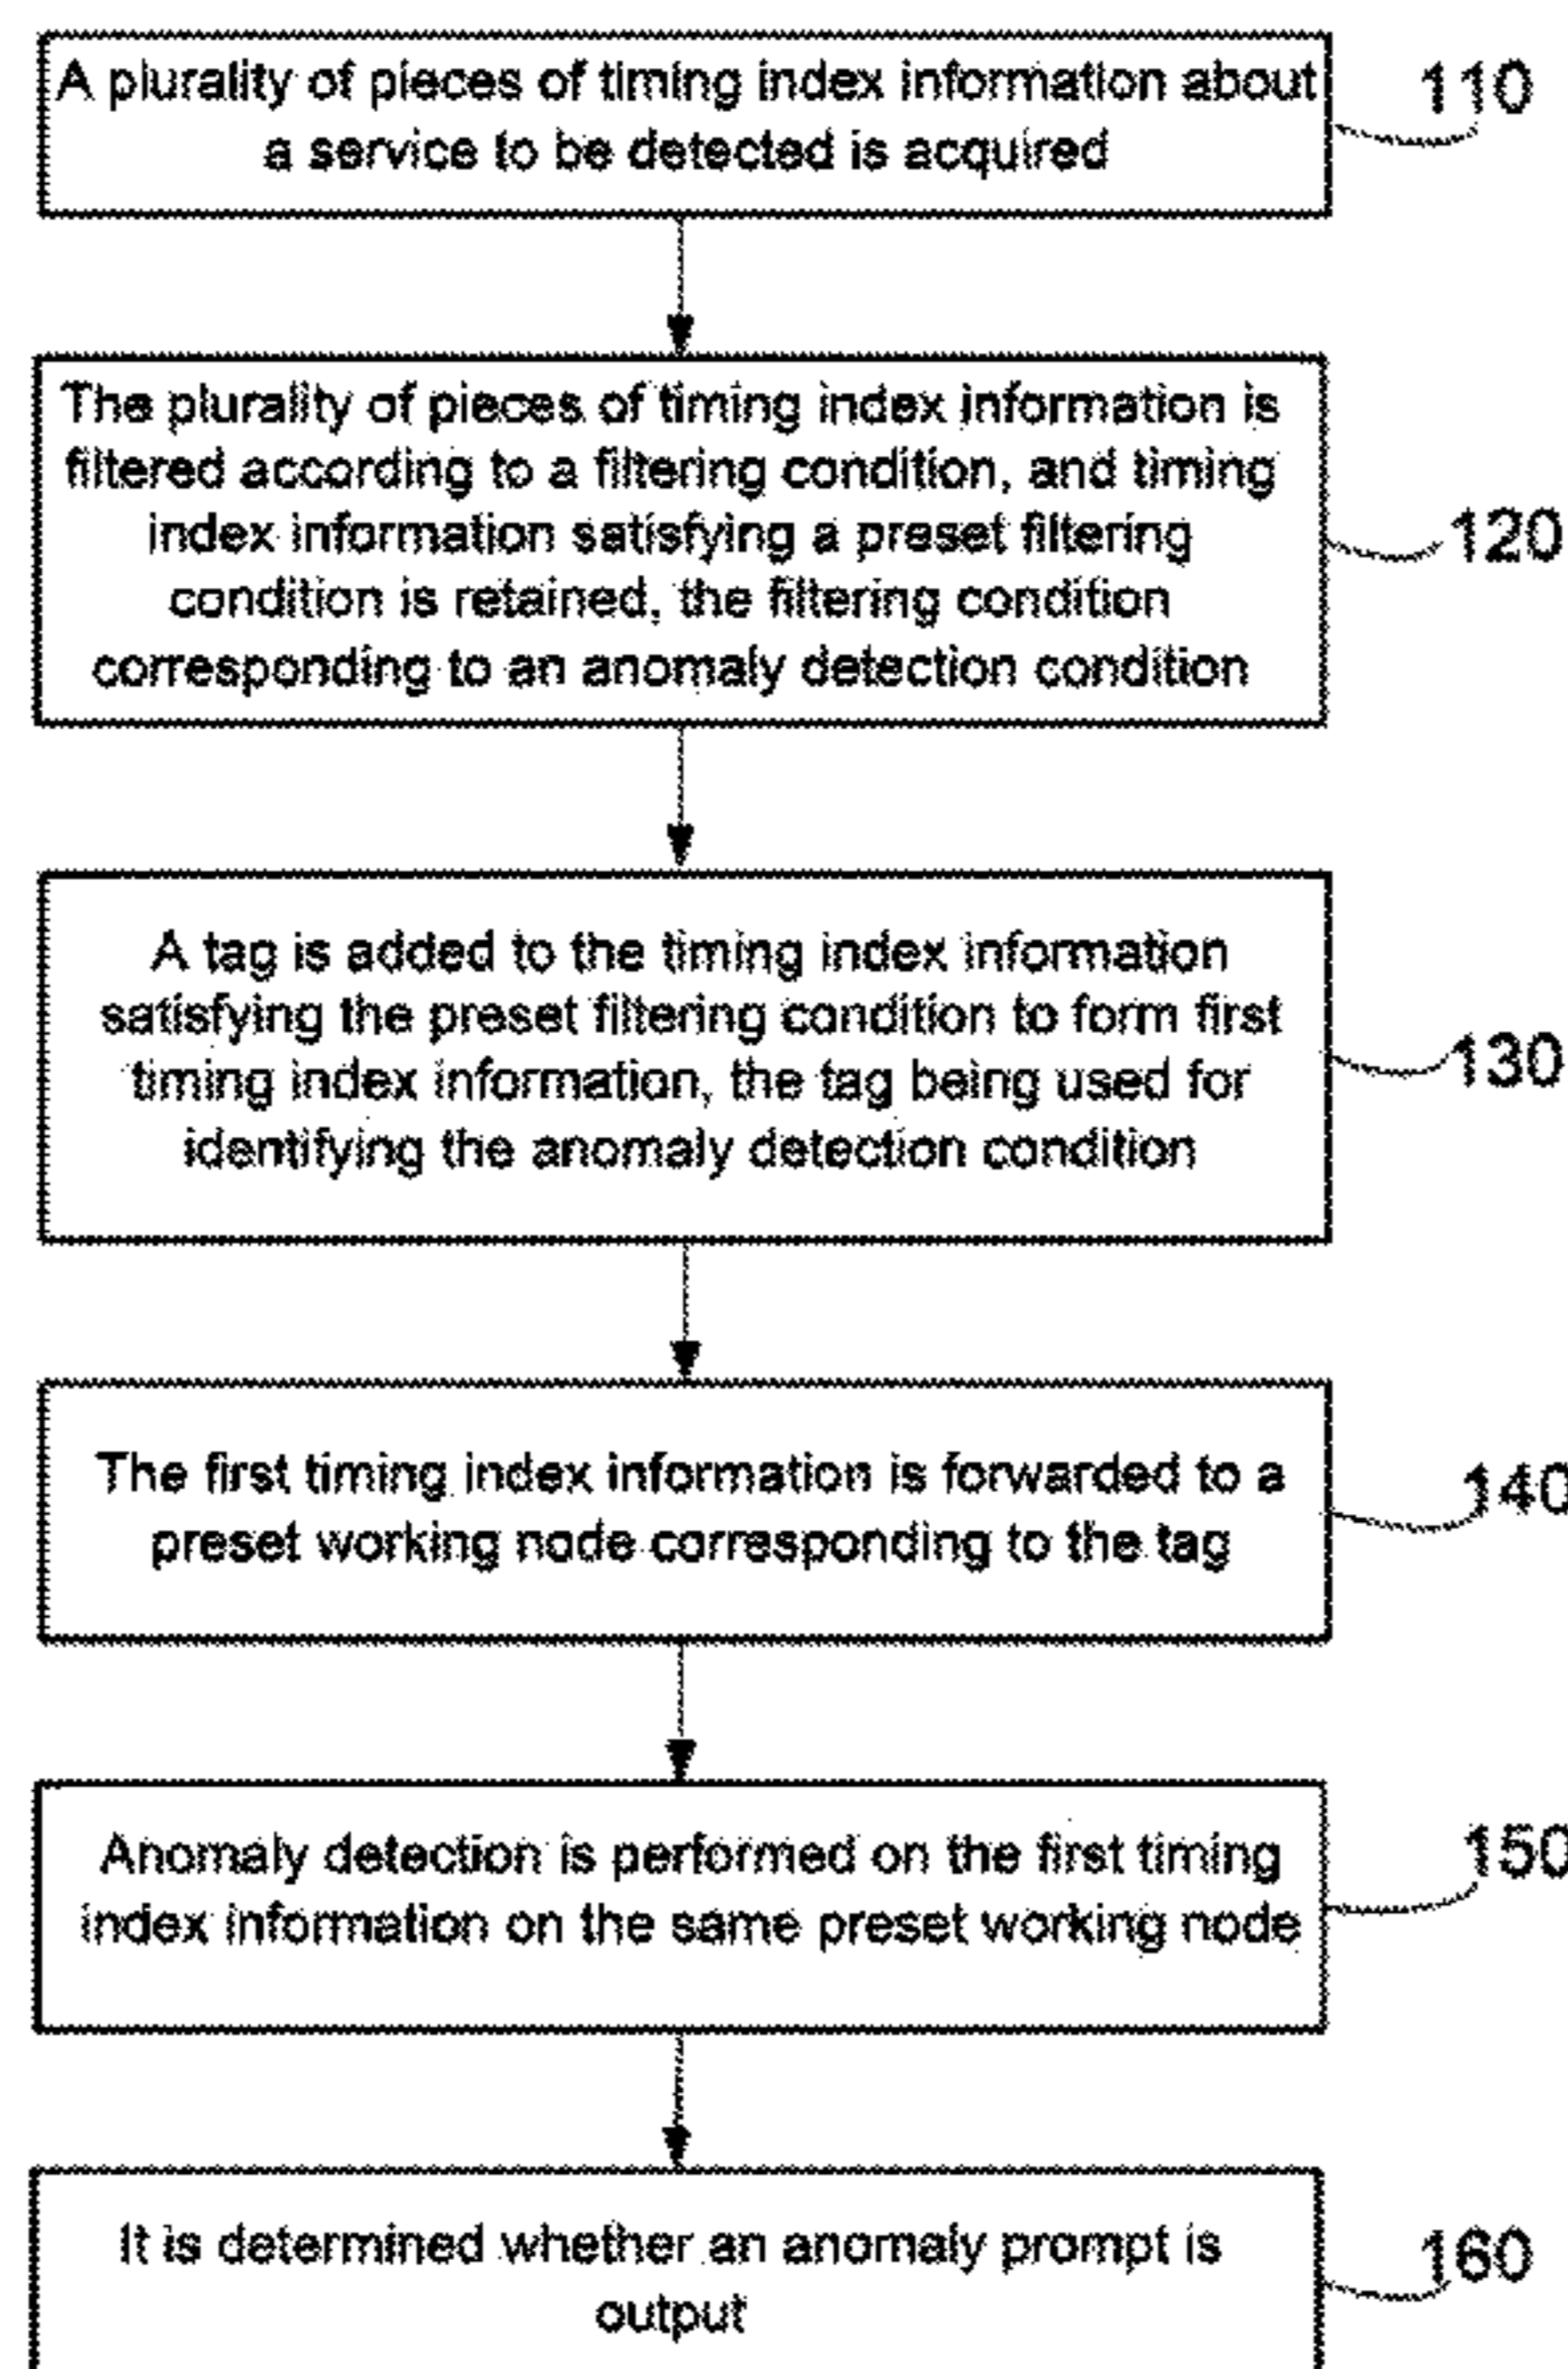 A plurality of pieces of timing index information about
a service to be detected is acquired
110
The plurality of pieces of timing index information is
filtered according to a filtering condition, and timing
index information satisfying a preset filtering
condition is retained, the filtering condition
corresponding to an anomaly detection condition
120
A tag is added to the timing index information
satisfying the preset filtering condition to form first
timing index information, the tag being used for
identifying the anomaly detection condition
130
The first timing index information is forwarded to a
preset working node corresponding to the tag
140
Anomaly detection is performed on the first timing
index information on the same preset working node
150
It is determined whether an anomaly prompt is
output
160